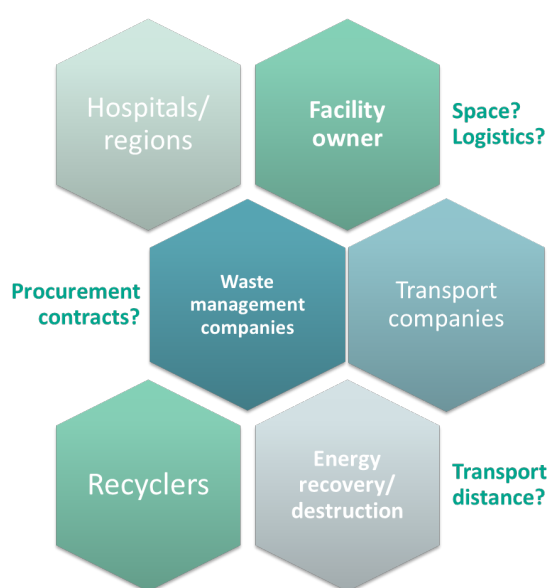 Hospitals/
regions
Facility
owner
Space?
Logistics?
Procurement
contracts?
Waste
management
companies
Transport
companies
Recyclers
Energy
recovery/
destruction
Transport
distance?